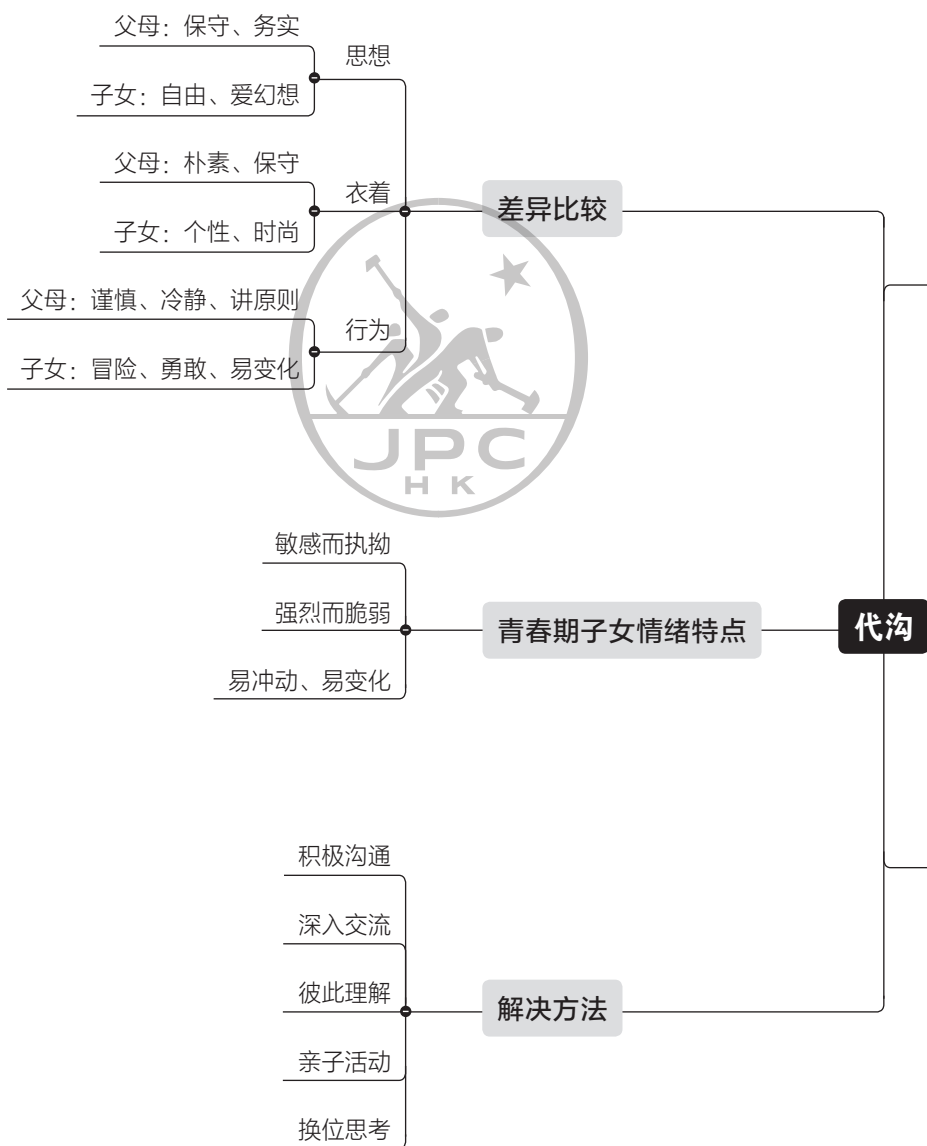 父母：保守、务实
思想
子女：自由、爱幻想
父母：朴素、保守
衣着
差异比较
子女：个性、时尚
父母：谨慎、冷静、讲原则
行为
子女：冒险、勇敢、易变化
JPC
HK
敏感而执拗
强烈而脆弱
青春期子女情绪特点
代沟
易冲动、易变化
积极沟通
深入交流
彼此理解
解决方法
亲子活动
换位思考